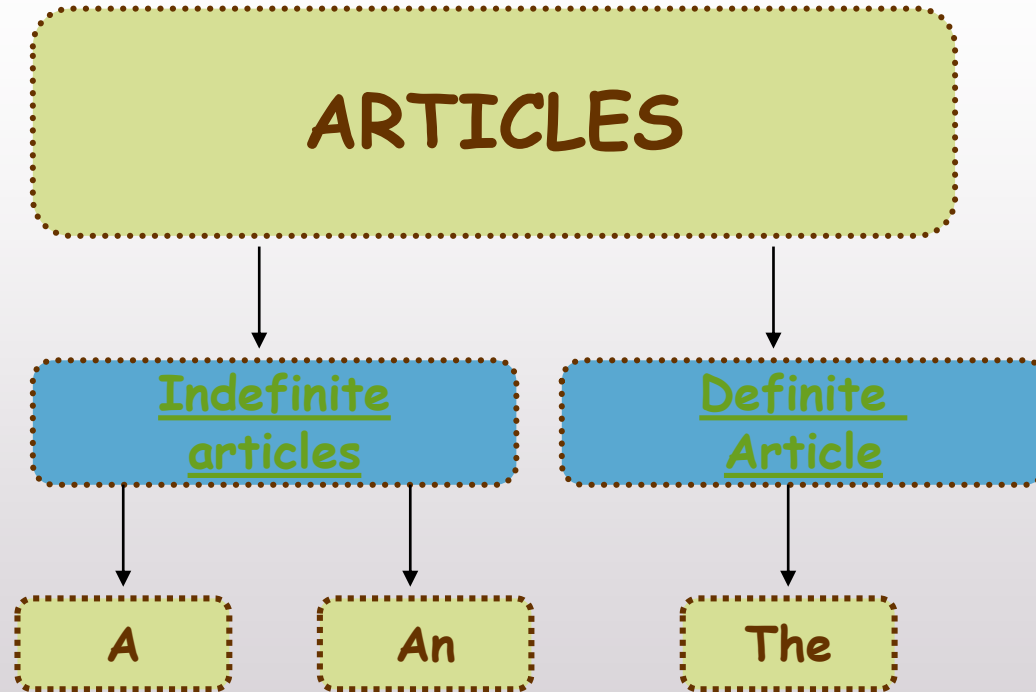 ARTICLES
Indefinite
articles
Definite
Article
A
An
The